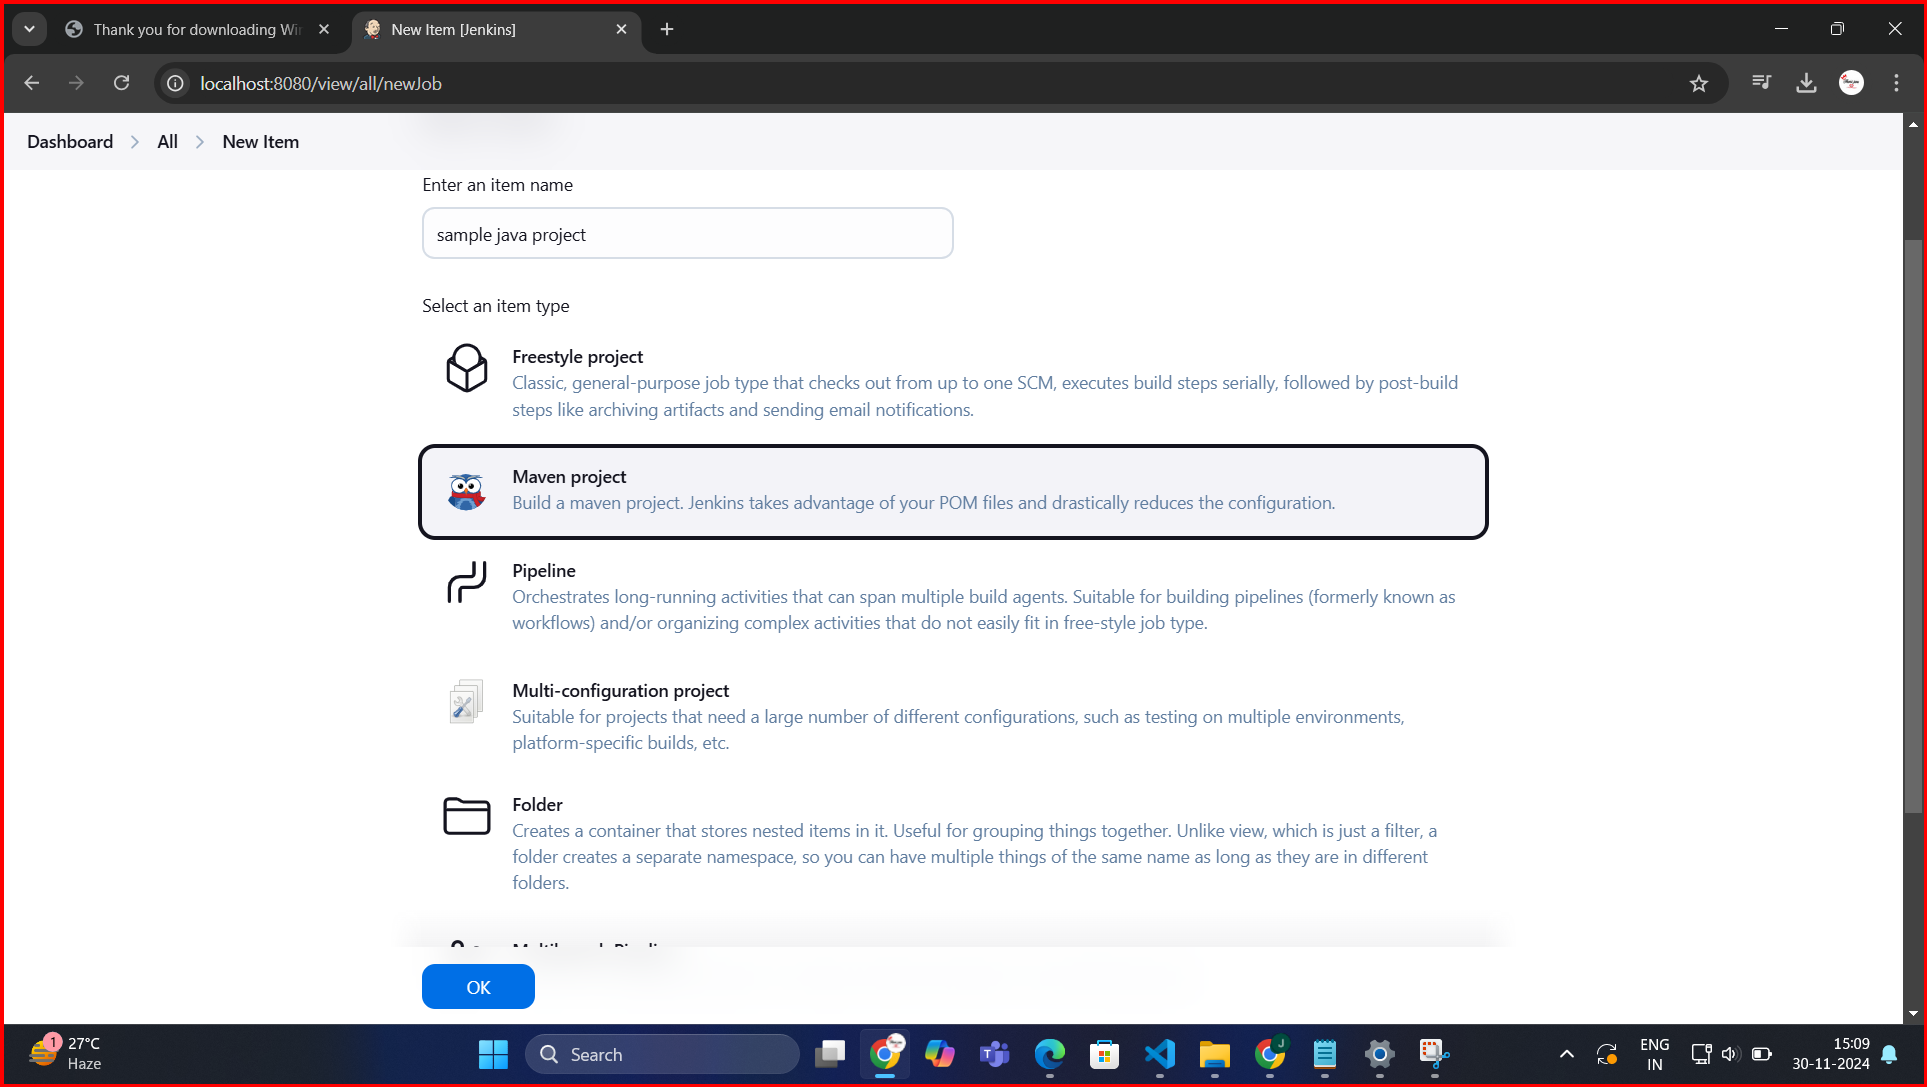 Thank you for downloading Wi
New Item [Jenkins]
localhost:8080/view/all/newJob
Dashboard
All
New Item
Enter an item name
sample java project
Select an item type
Freestyle project
Classic, general-purpose job type that checks out from up to one SCM, executes build steps serially, followed by post-build
steps like archiving artifacts and sending email notifications.
Maven project
Build a maven project. Jenkins takes advantage of your POM files and drastically reduces the configuration.
Pipeline
Orchestrates long-running activities that can span multiple build agents. Suitable for building pipelines (formerly known as
workflows) and/or organizing complex activities that do not easily fit in free-style job type.
Multi-configuration project
Suitable for projects that need a large number of different configurations, such as testing on multiple environments,
platform-specific builds, etc.
Folder
Creates a container that stores nested items in it. Useful for grouping things together. Unlike view, which is just a filter, a
folder creates a separate namespace, so you can have multiple things of the same name as long as they are in different
folders.
OK
1
27°C
Haze
Search
J
ENG
IN
15:09
30-11-2024